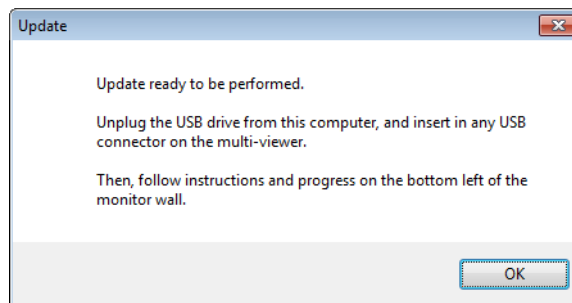 Update
Update ready to be performed.
Unplug the USB drive from this computer, and insert in any USB
connector on the multi-viewer.
Then, follow instructions and progress on the bottom left of the
monitor wall.
OK